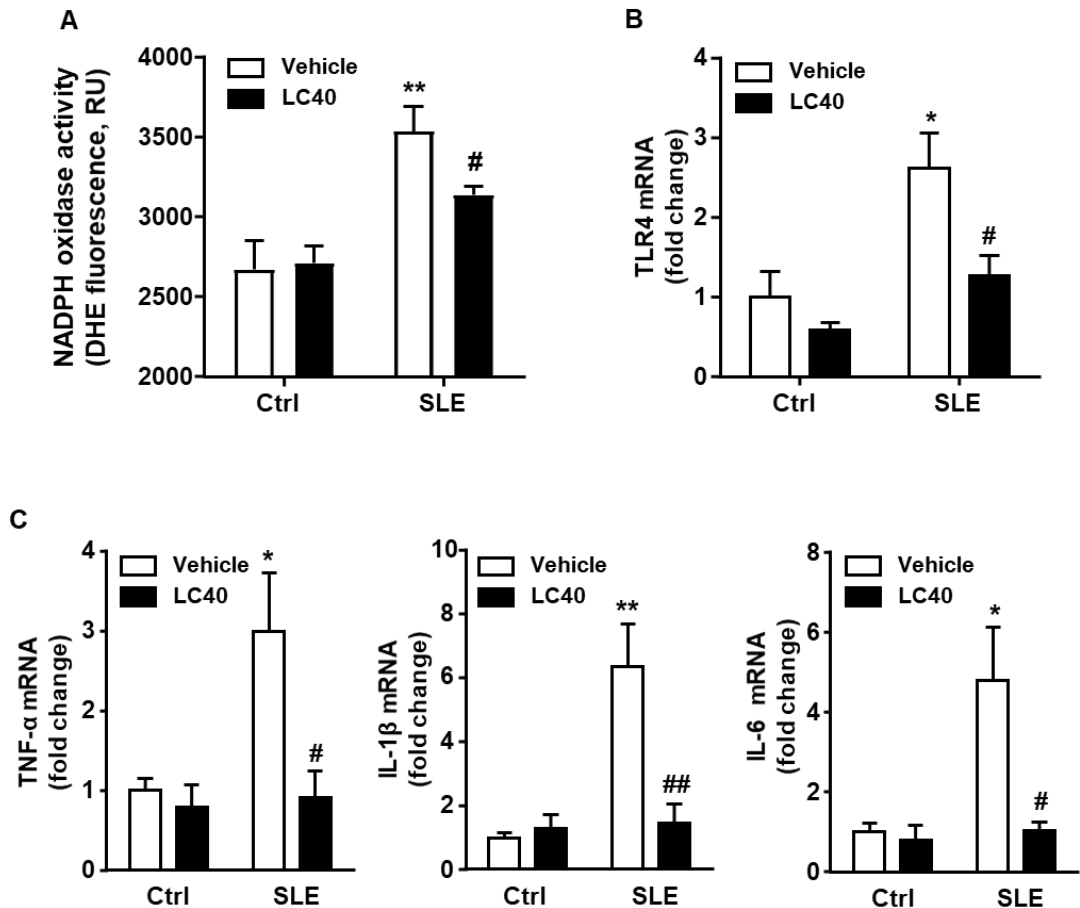 A
NADPH oxidase activity
(DHE fluorescence, RU)
4000
3500
3000
2500
2000
Vehicle
LC40
**
#
Ctrl
SLE
B
TLR4 mRNA
(fold change)
4
3
2
1
0
Vehicle
LC40
*
#
Ctrl
SLE
C
TNF-α mRNA
(fold change)
4
3
2
1
0
Vehicle
LC40
*
#
Ctrl
SLE
IL-1β mRNA
(fold change)
10
8
6
4
2
0
Vehicle
LC40
**
##
Ctrl
SLE
IL-6 mRNA
(fold change)
8
6
4
2
0
Vehicle
LC40
*
#
Ctrl
SLE